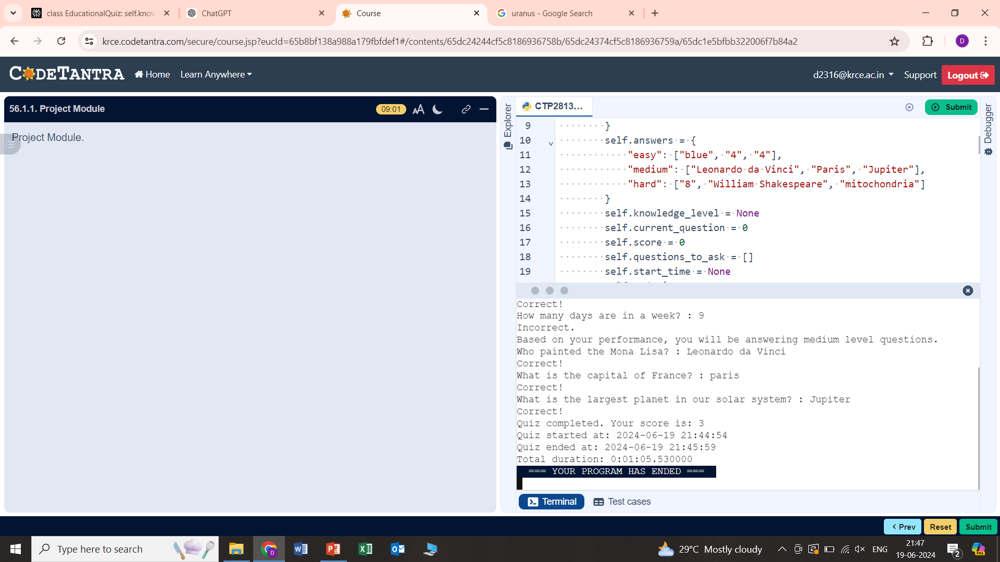 class EducationalQuiz: self.know
ChatGPT
Course
uranus - Google Search
krce.codetantra.com/secure/course.jsp?eucId=65b8bf138a988a179fbfdef1#/contents/65dc24244cf5c8186936758b/65dc24374cf5c8186936759a/65dc1e5bfbb322006f7b84a2
D
CODETANTRA
Home
Learn Anywhere
d2316@krce.ac.in
Support
Logout
56.1.1. Project Module
09:01
AA
Project Module.
Explorer
CTP2813...
Submit
Debugger
9 }
10 self.answers = {
11 "easy": ["blue", "4", "4"],
12 "medium": ["Leonardo da Vinci", "Paris", "Jupiter"],
13 "hard": ["8", "William Shakespeare", "mitochondria"]
14 }
15 self.knowledge_level = None
16 self.current_question = 0
17 self.score = 0
18 self.questions_to_ask = []
19 self.start_time = None
Correct!
How many days are in a week? : 9
Incorrect.
Based on your performance, you will be answering medium level questions.
Who painted the Mona Lisa? : Leonardo da Vinci
Correct!
What is the capital of France? : paris
Correct!
What is the largest planet in our solar system? : Jupiter
Correct!
Quiz completed. Your score is: 3
Quiz started at: 2024-06-19 21:44:54
Quiz ended at: 2024-06-19 21:45:59
Total duration: 0:01:05.530000
=== YOUR PROGRAM HAS ENDED ===
Terminal
Test cases
Prev
Reset
Submit
Type here to search
29°C Mostly cloudy
ENG
21:47
19-06-2024
2
PRE